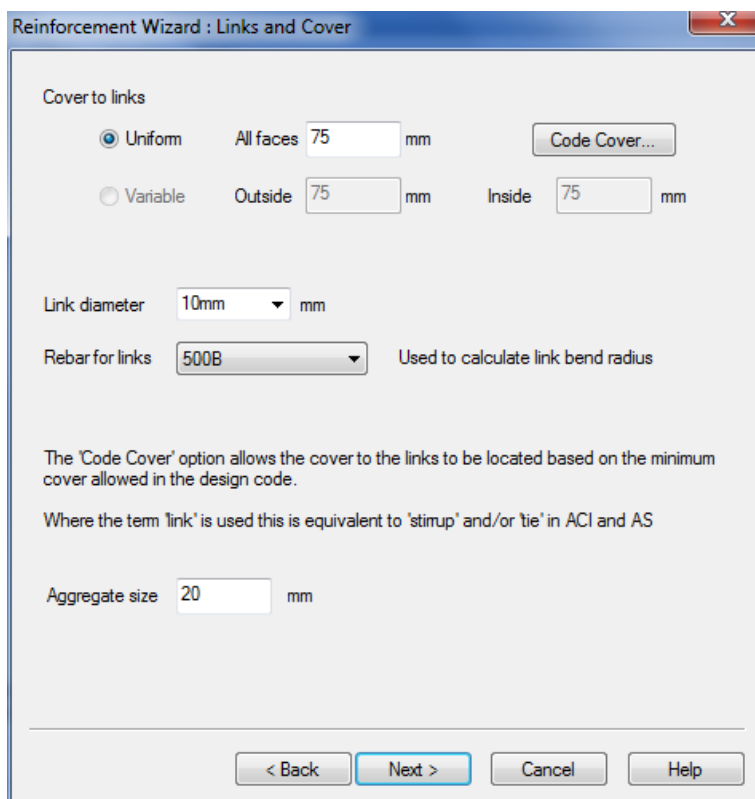 Reinforcement Wizard : Links and Cover
x
Cover to links
Uniform All faces 75 mm Code Cover...
Variable Outside 75 mm Inside 75 mm
Link diameter 10mm mm
Rebar for links 500B Used to calculate link bend radius
The 'Code Cover' option allows the cover to the links to be located based on the minimum
cover allowed in the design code.
Where the term 'link' is used this is equivalent to 'stirrup' and/or 'tie' in ACI and AS
Aggregate size 20 mm
< Back Next > Cancel Help